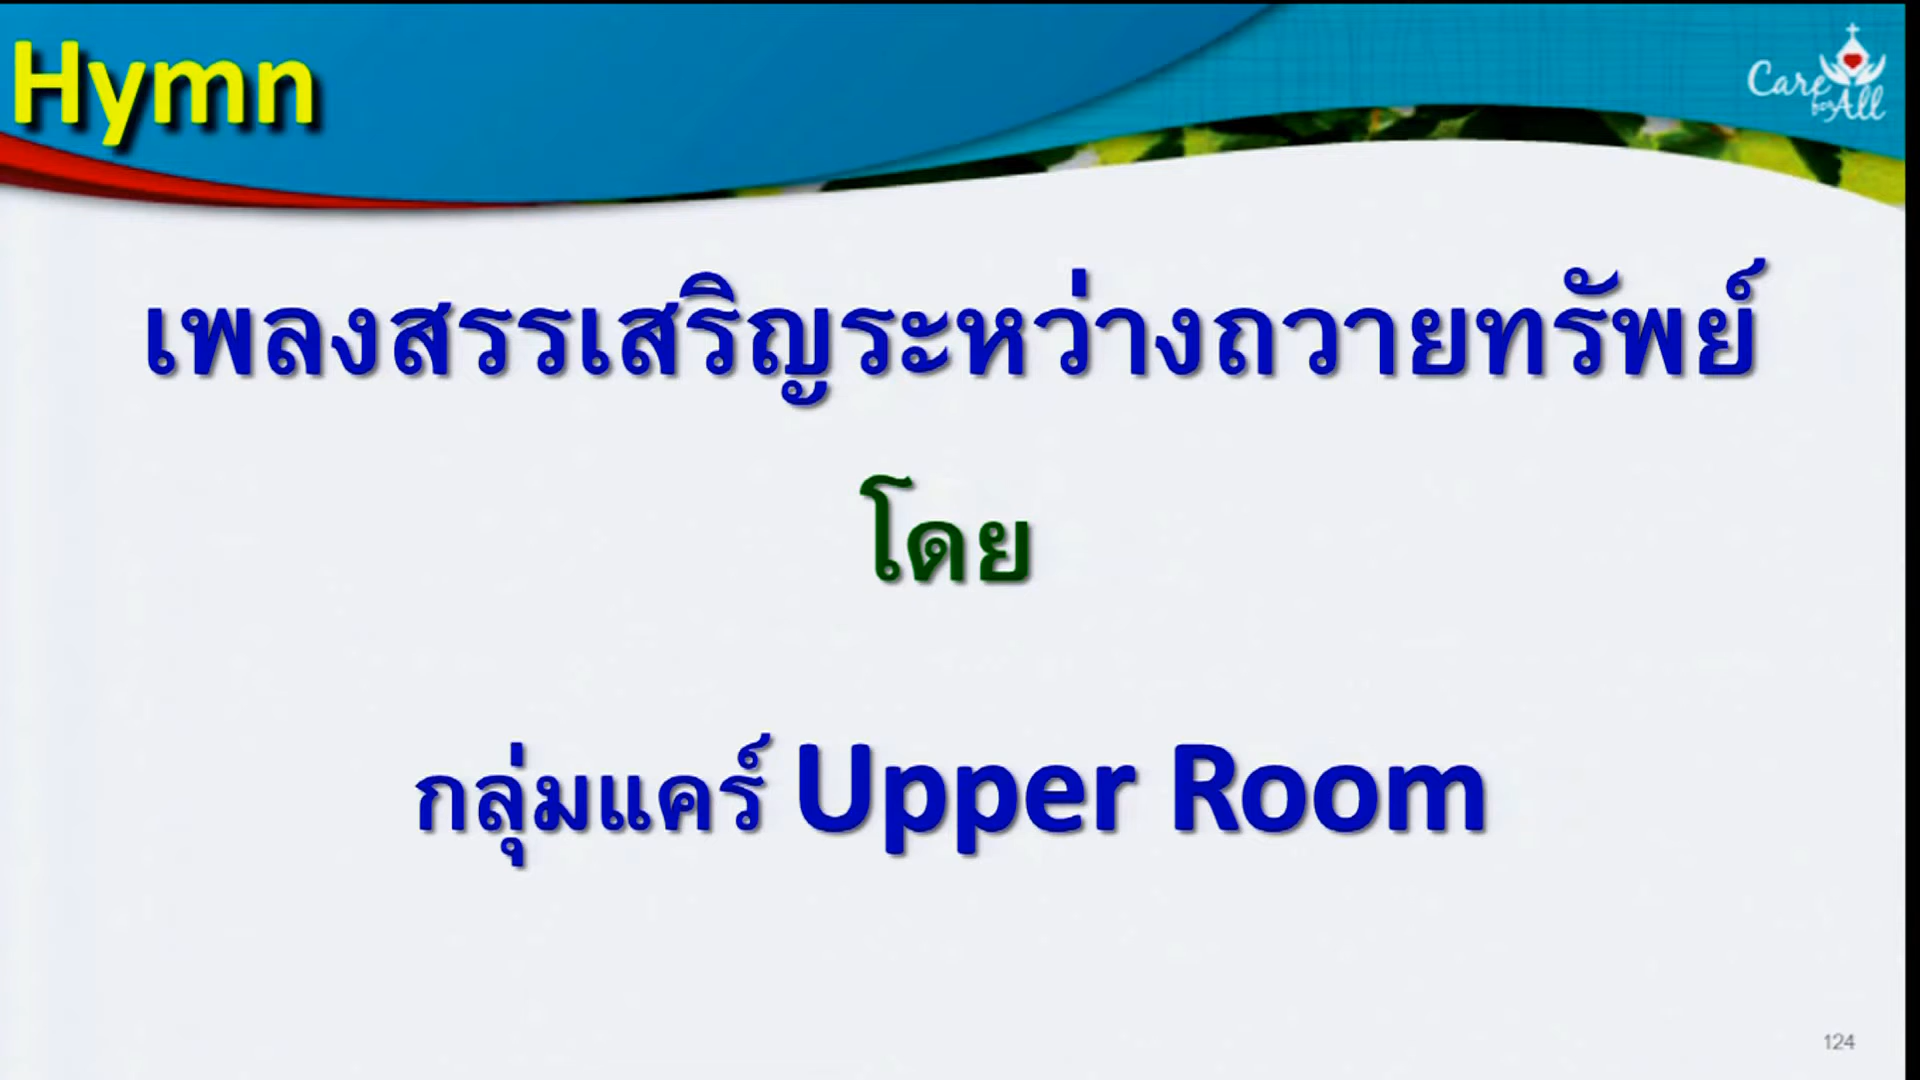 Hymn
Care for All
เพลงสรรเสริญระหว่างถวายทรัพย์
โดย
กลุ่มแคร์ Upper Room
124